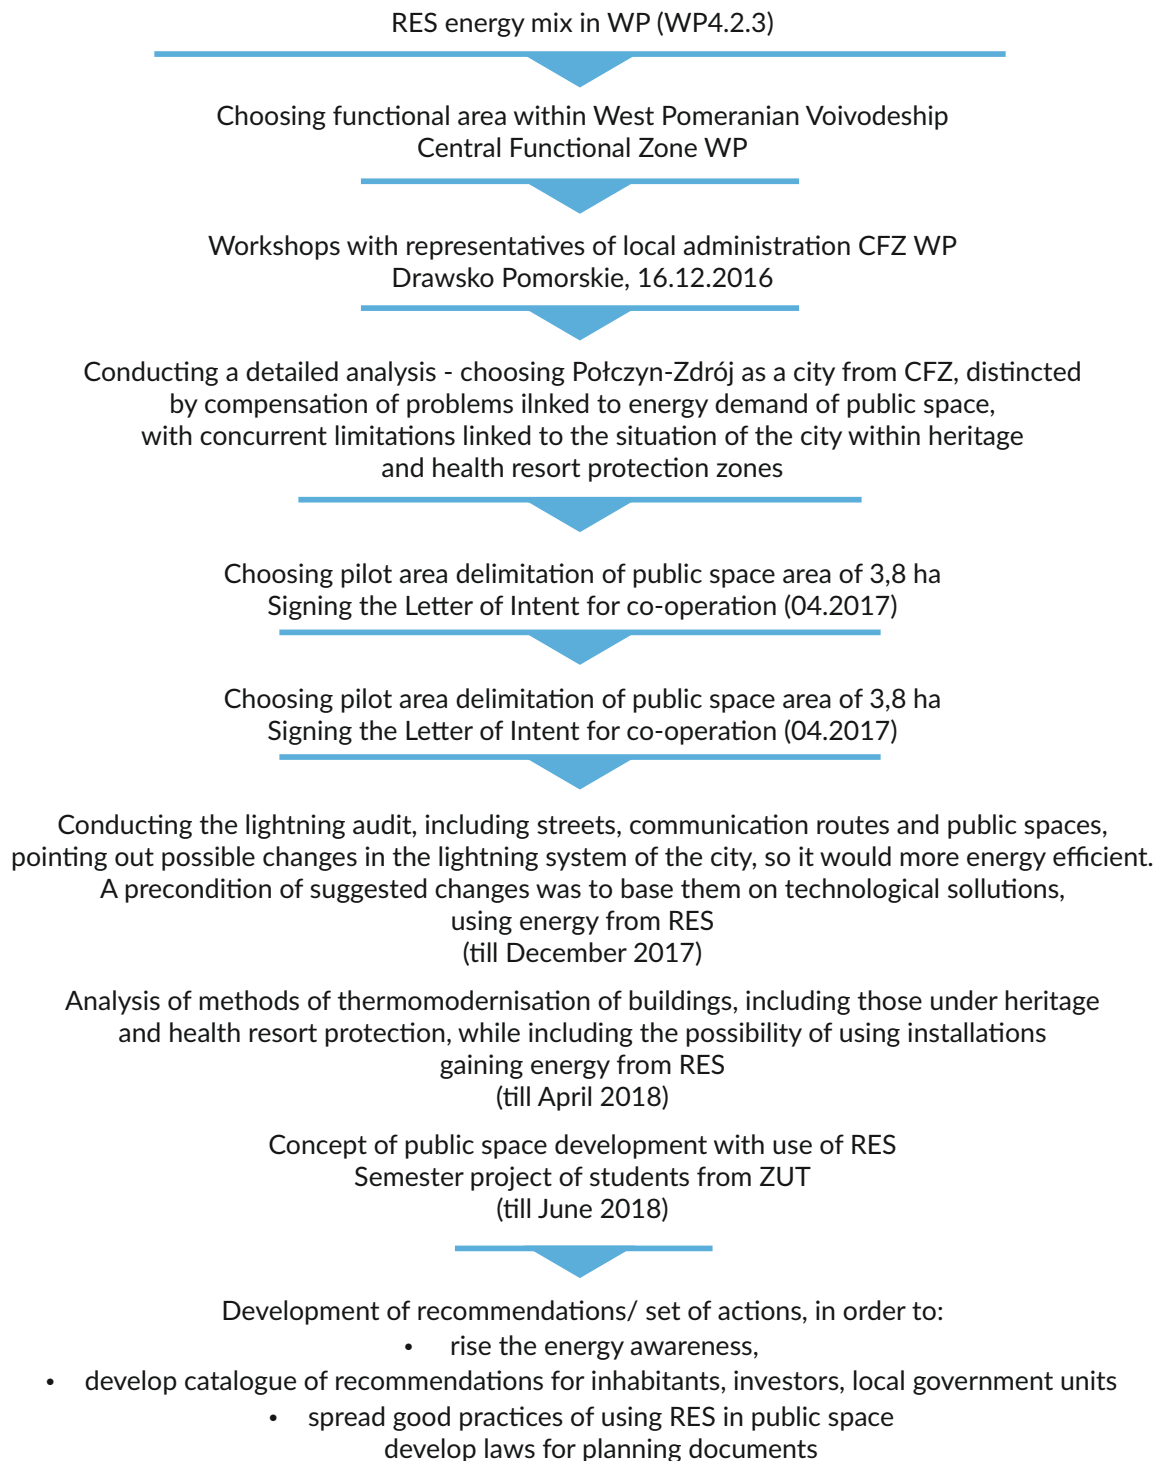 RES energy mix in WP (WP4.2.3)
Choosing functional area within West Pomeranian Voivodeship
Central Functional Zone WP
Workshops with representatives of local administration CFZ WP
Drawsko Pomorskie, 16.12.2016
Conducting a detailed analysis - choosing Połczyn-Zdrój as a city from CFZ, distincted
by compensation of problems ilnked to energy demand of public space,
with concurrent limitations linked to the situation of the city within heritage
and health resort protection zones
Choosing pilot area delimitation of public space area of 3,8 ha
Signing the Letter of Intent for co-operation (04.2017)
Choosing pilot area delimitation of public space area of 3,8 ha
Signing the Letter of Intent for co-operation (04.2017)
Conducting the lightning audit, including streets, communication routes and public spaces,
pointing out possible changes in the lightning system of the city, so it would more energy efficient.
A precondition of suggested changes was to base them on technological sollutions,
using energy from RES
(till December 2017)
Analysis of methods of thermomodernisation of buildings, including those under heritage
and health resort protection, while including the possibility of using installations
gaining energy from RES
(till April 2018)
Concept of public space development with use of RES
Semester project of students from ZUT
(till June 2018)
Development of recommendations/ set of actions, in order to:
• rise the energy awareness,
• develop catalogue of recommendations for inhabitants, investors, local government units
• spread good practices of using RES in public space
develop laws for planning documents